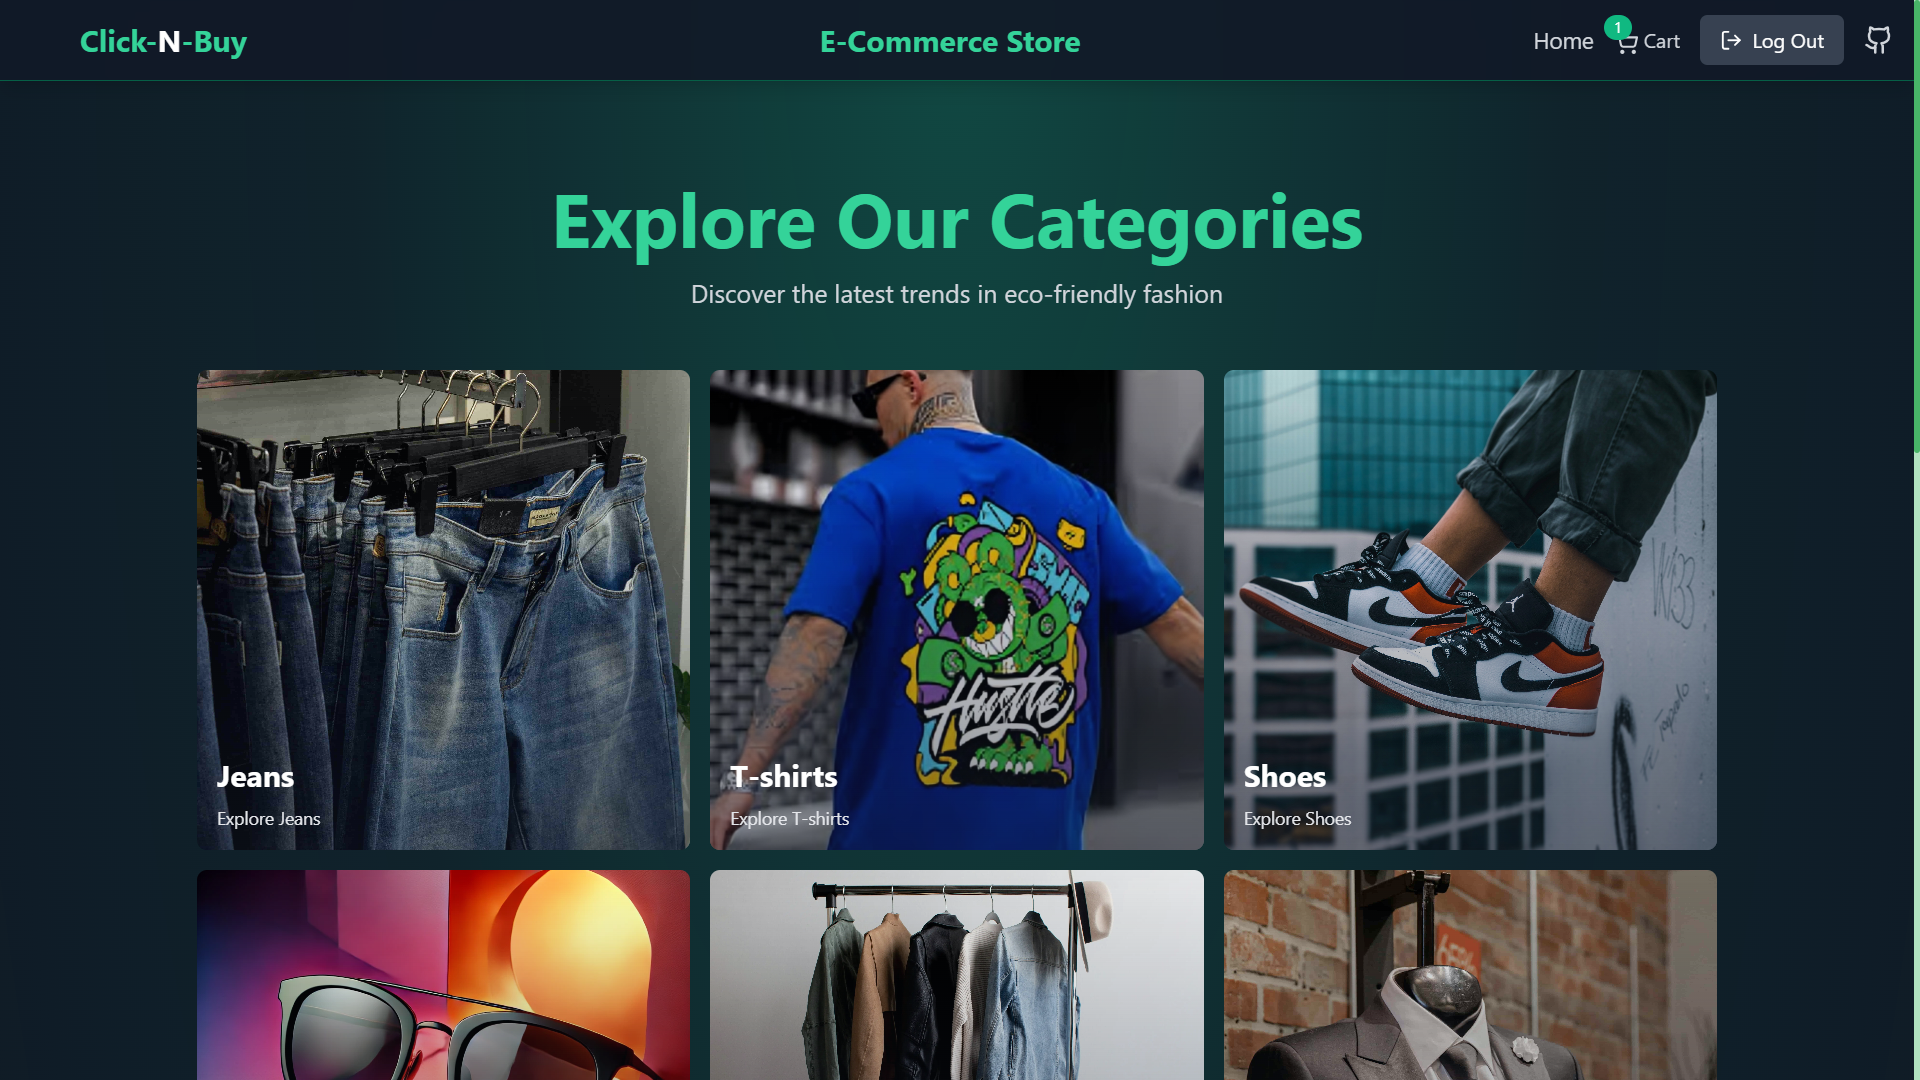 Click-N-Buy
E-Commerce Store
Home
1
Cart
Log Out
Explore Our Categories
Discover the latest trends in eco-friendly fashion
Hustle
Jeans
Explore Jeans
T-shirts
Explore T-shirts
Shoes
Explore Shoes